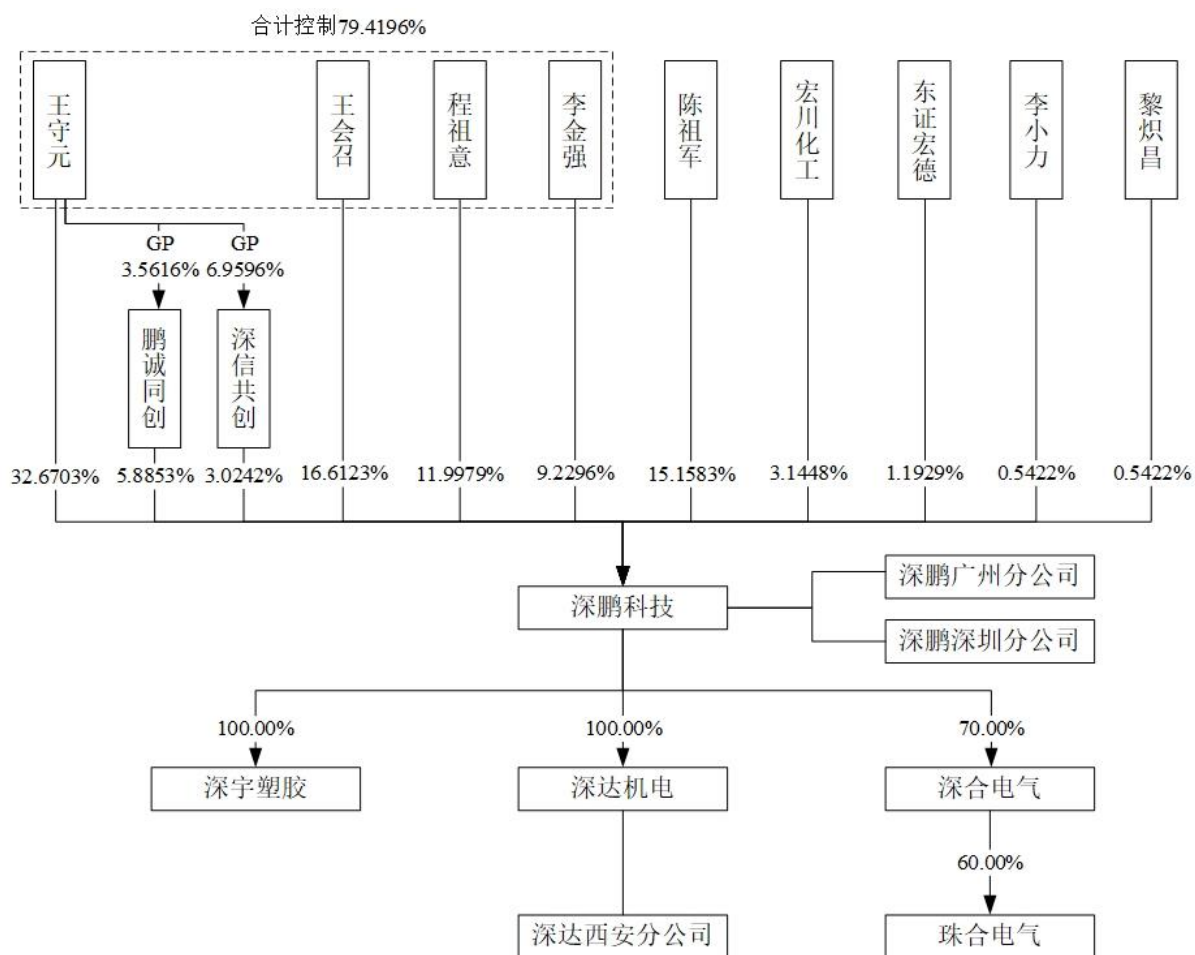 合计控制79.4196%
王守元
王会召
程祖意
李金强
陈祖军
宏川化工
东证宏德
李小力
黎炽昌
GP
GP
3.5616%
6.9596%
鹏诚同创
深信共创
32.6703%
5.8853%
3.0242%
16.6123%
11.9979%
9.2296%
15.1583%
3.1448%
1.1929%
0.5422%
0.5422%
深鹏科技
深鹏广州分公司
深鹏深圳分公司
100.00%
100.00%
70.00%
深宇塑胶
深达机电
深合电气
60.00%
深达西安分公司
珠合电气